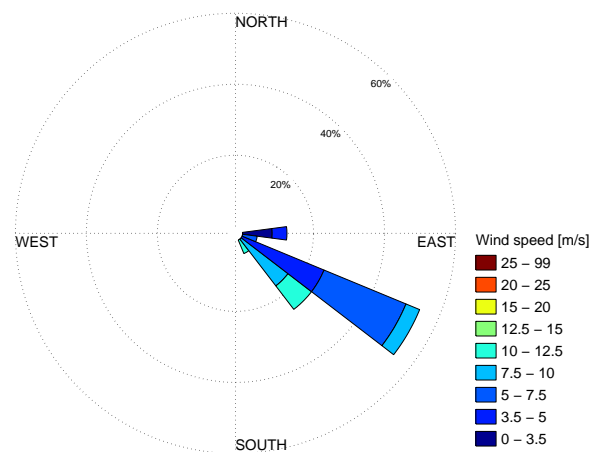 NORTH
60%
40%
20%
WEST
EAST
SOUTH
Wind speed [m/s]
25 − 99
20 − 25
15 − 20
12.5 − 15
10 − 12.5
7.5 − 10
5 − 7.5
3.5 − 5
0 − 3.5